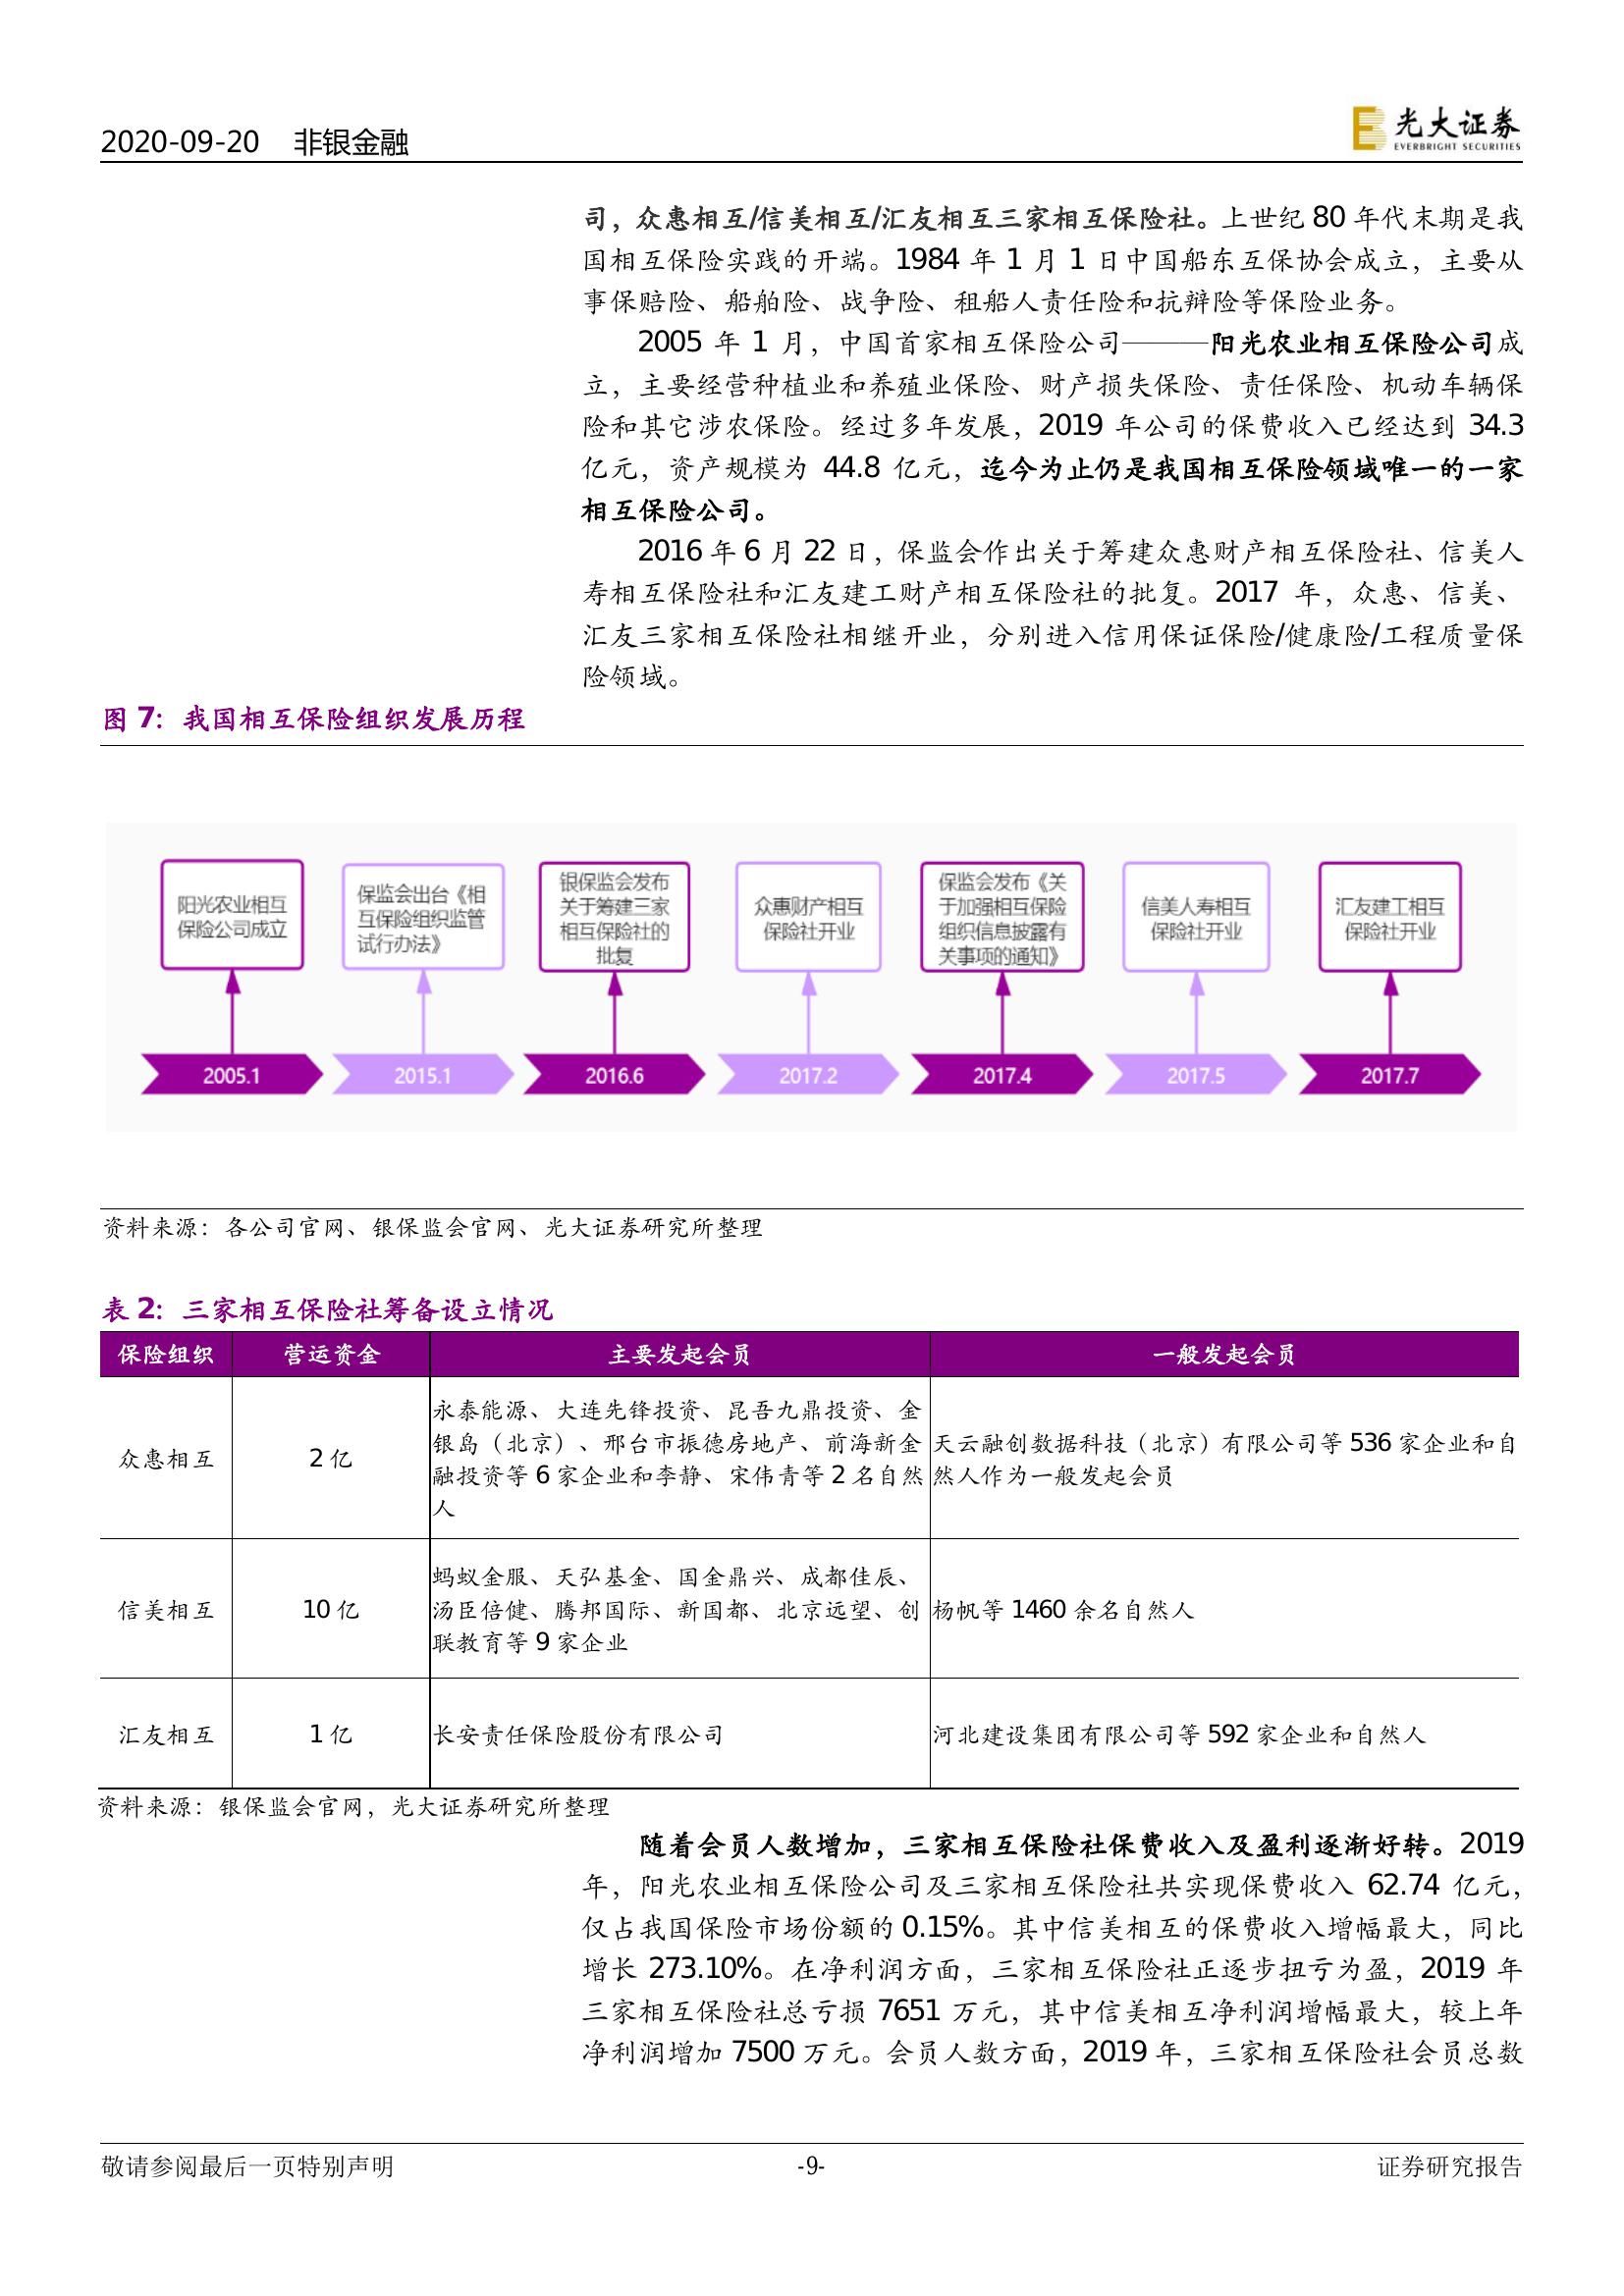 2020-09-20 非银金融
光大证券
EVERBRIGHT SECURITIES
司，众惠相互/信美相互/汇友相互三家相互保险社。上世纪 80 年代末期是我
国相互保险实践的开端。1984 年 1 月 1 日中国船东互保协会成立，主要从
事保赔险、船舶险、战争险、租船人责任险和抗辩险等保险业务。
2005 年 1 月，中国首家相互保险公司———阳光农业相互保险公司成
立，主要经营种植业和养殖业保险、财产损失保险、责任保险、机动车辆保
险和其它涉农保险。经过多年发展，2019 年公司的保费收入已经达到 34.3
亿元，资产规模为 44.8 亿元，迄今为止仍是我国相互保险领域唯一的一家
相互保险公司。
2016 年 6 月 22 日，保监会作出关于筹建众惠财产相互保险社、信美人
寿相互保险社和汇友建工财产相互保险社的批复。2017 年，众惠、信美、
汇友三家相互保险社相继开业，分别进入信用保证保险/健康险/工程质量保
险领域。
图 7：我国相互保险组织发展历程
阳光农业相互
保险公司成立
保监会出台《相
互保险组织监管
试行办法》
银保监会发布
关于筹建三家
相互保险社的
批复
众惠财产相互
保险社开业
保监会发布《关
于加强相互保险
组织信息披露有
关事项的通知》
信美人寿相互
保险社开业
汇友建工相互
保险社开业
2005.1
2015.1
2016.6
2017.2
2017.4
2017.5
2017.7
资料来源：各公司官网、银保监会官网、光大证券研究所整理
表 2：三家相互保险社筹备设立情况
保险组织 营运资金 主要发起会员 一般发起会员
众惠相互
2 亿
永泰能源、大连先锋投资、昆吾九鼎投资、金
银岛（北京）、邢台市振德房地产、前海新金
融投资等 6 家企业和李静、宋伟青等 2 名自然
人
天云融创数据科技（北京）有限公司等 536 家企业和自
然人作为一般发起会员
信美相互
10 亿
蚂蚁金服、天弘基金、国金鼎兴、成都佳辰、
汤臣倍健、腾邦国际、新国都、北京远望、创
联教育等 9 家企业
杨帆等 1460 余名自然人
汇友相互
1 亿
长安责任保险股份有限公司
河北建设集团有限公司等 592 家企业和自然人
资料来源：银保监会官网，光大证券研究所整理
随着会员人数增加，三家相互保险社保费收入及盈利逐渐好转。2019
年，阳光农业相互保险公司及三家相互保险社共实现保费收入 62.74 亿元，
仅占我国保险市场份额的 0.15%。其中信美相互的保费收入增幅最大，同比
增长 273.10%。在净利润方面，三家相互保险社正逐步扭亏为盈，2019 年
三家相互保险社总亏损 7651 万元，其中信美相互净利润增幅最大，较上年
净利润增加 7500 万元。会员人数方面，2019 年，三家相互保险社会员总数
敬请参阅最后一页特别声明
-9-
证券研究报告